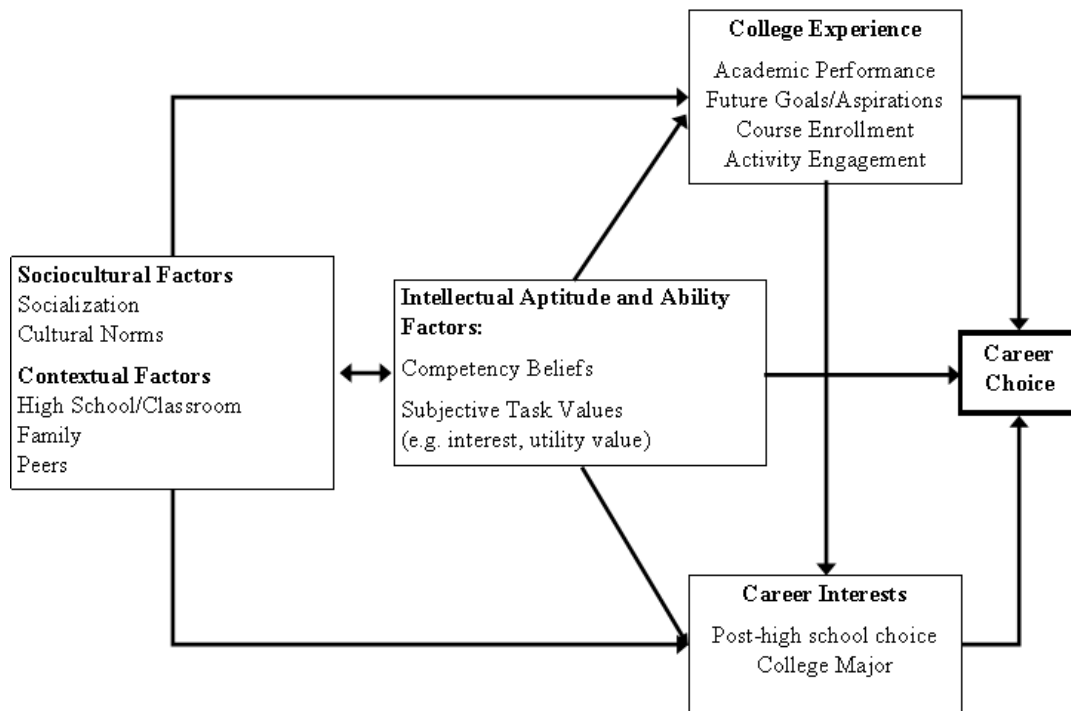 College Experience
Academic Performance
Future Goals/Aspirations
Course Enrollment
Activity Engagement
Sociocultural Factors
Socialization
Cultural Norms
Contextual Factors
High School/Classroom
Family
Peers
Intellectual Aptitude and Ability
Factors:
Competency Beliefs
Subjective Task Values
(e.g. interest, utility value)
Career
Choice
Career Interests
Post-high school choice
College Major